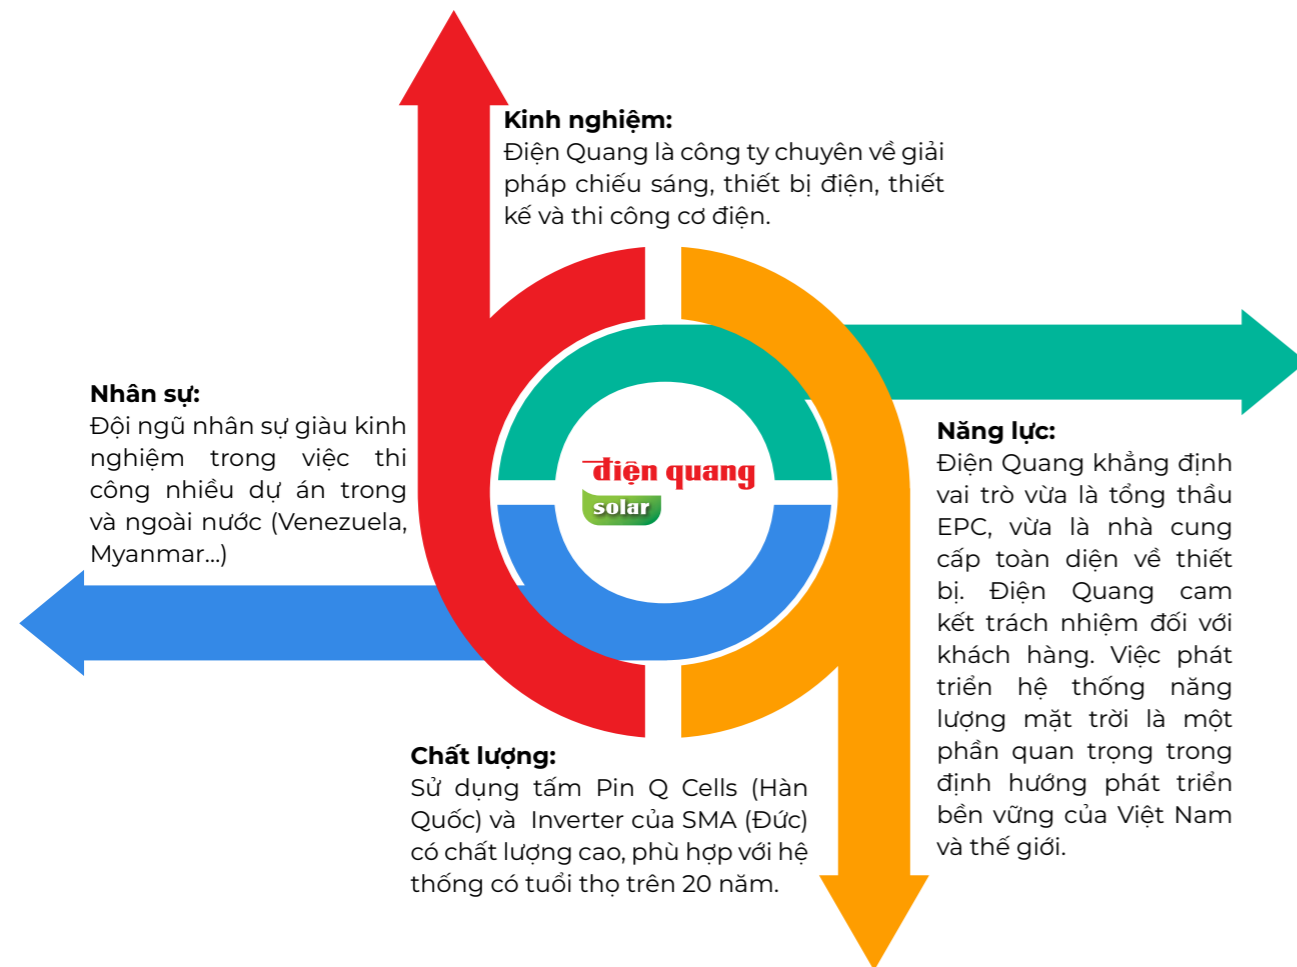 Kinh nghiệm:
Điện Quang là công ty chuyên về giải
pháp chiếu sáng, thiết bị điện, thiết
kế và thi công cơ điện.
Nhân sự:
Đội ngũ nhân sự giàu kinh
nghiệm trong việc thi
công nhiều dự án trong
và ngoài nước (Venezuela,
Myanmar...)
điện quang
solar
Năng lực:
Điện Quang khẳng định
vai trò vừa là tổng thầu
EPC, vừa là nhà cung
cấp toàn diện về thiết
bị. Điện Quang cam
kết trách nhiệm đối với
khách hàng. Việc phát
triển hệ thống năng
lượng mặt trời là một
phần quan trọng trong
định hướng phát triển
bền vững của Việt Nam
và thế giới.
Chất lượng:
Sử dụng tấm Pin Q Cells (Hàn
Quốc) và Inverter của SMA (Đức)
có chất lượng cao, phù hợp với hệ
thống có tuổi thọ trên 20 năm.